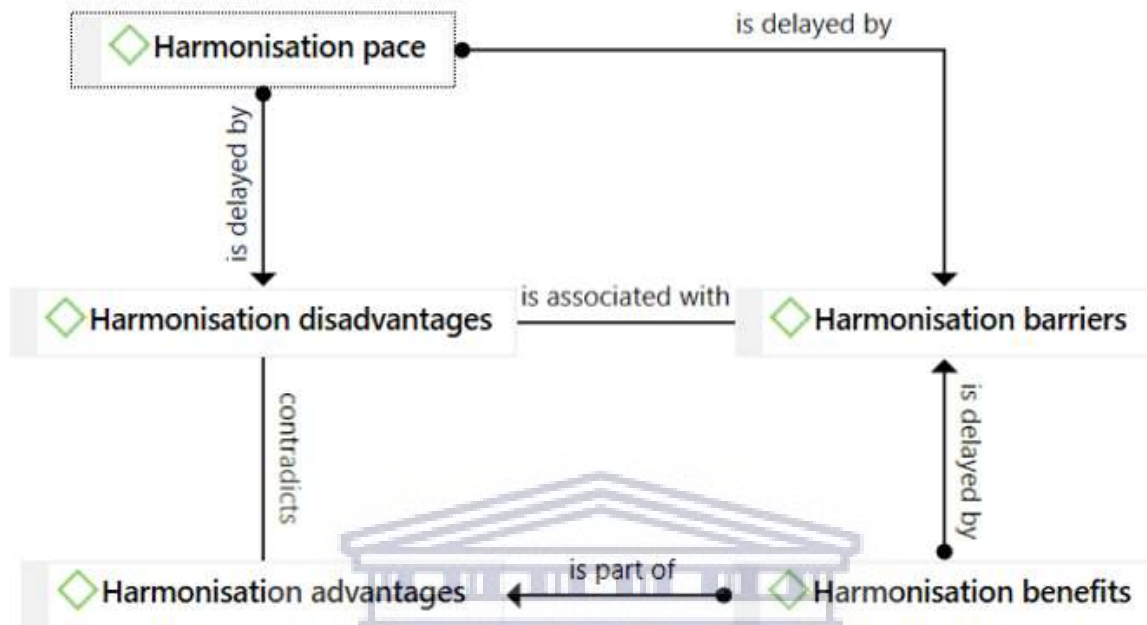 is delayed by
Harmonisation pace
is delayed by
Harmonisation disadvantages
is associated with
Harmonisation barriers
contradicts
is delayed by
Harmonisation advantages
is part of
Harmonisation benefits